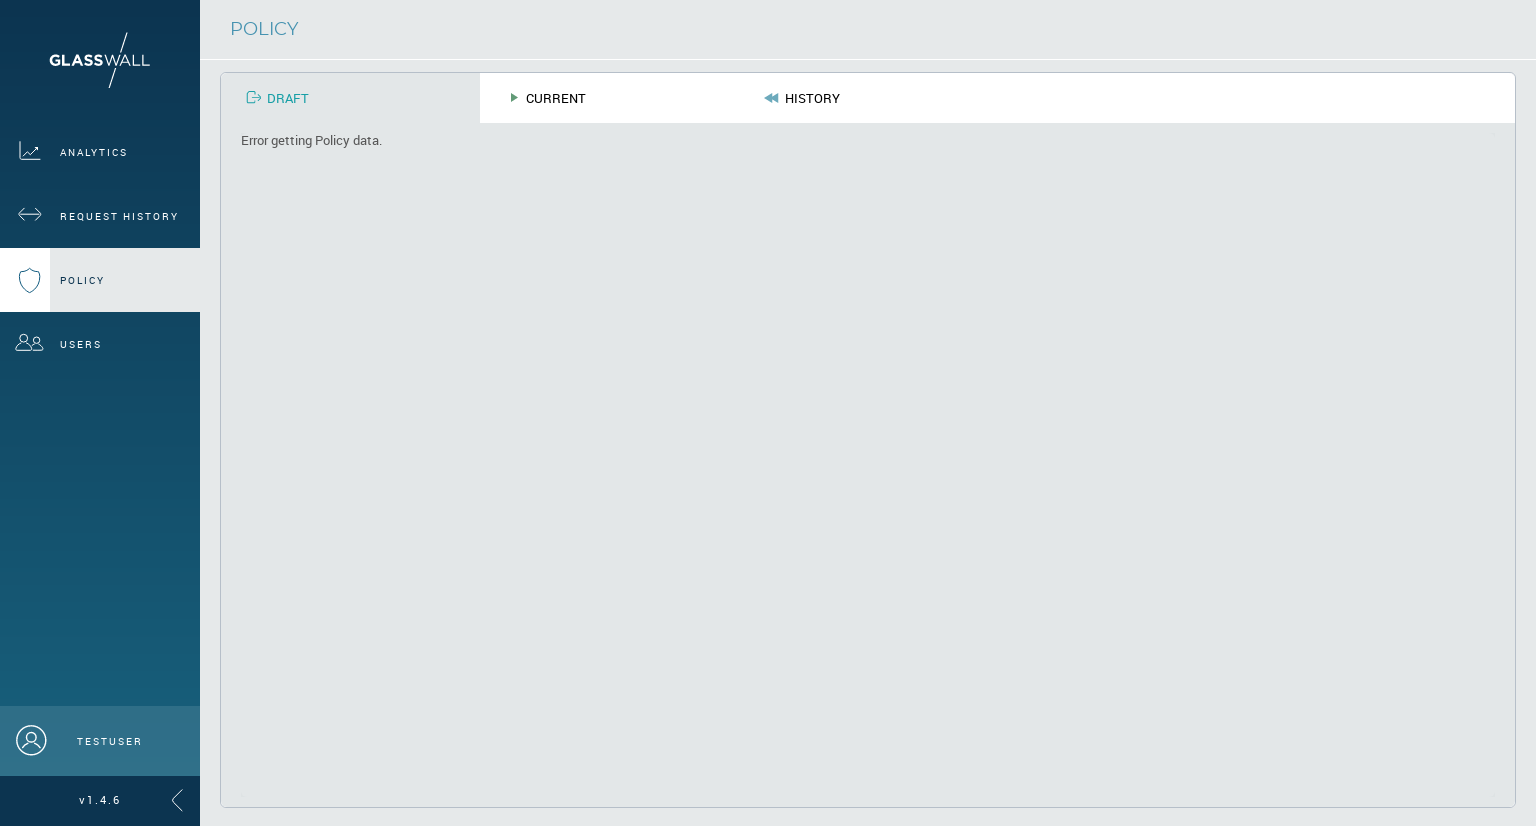 GLASSWALL
POLICY
DRAFT
CURRENT
HISTORY
Error getting Policy data.
ANALYTICS
REQUEST HISTORY
POLICY
USERS
TESTUSER
v1.4.6